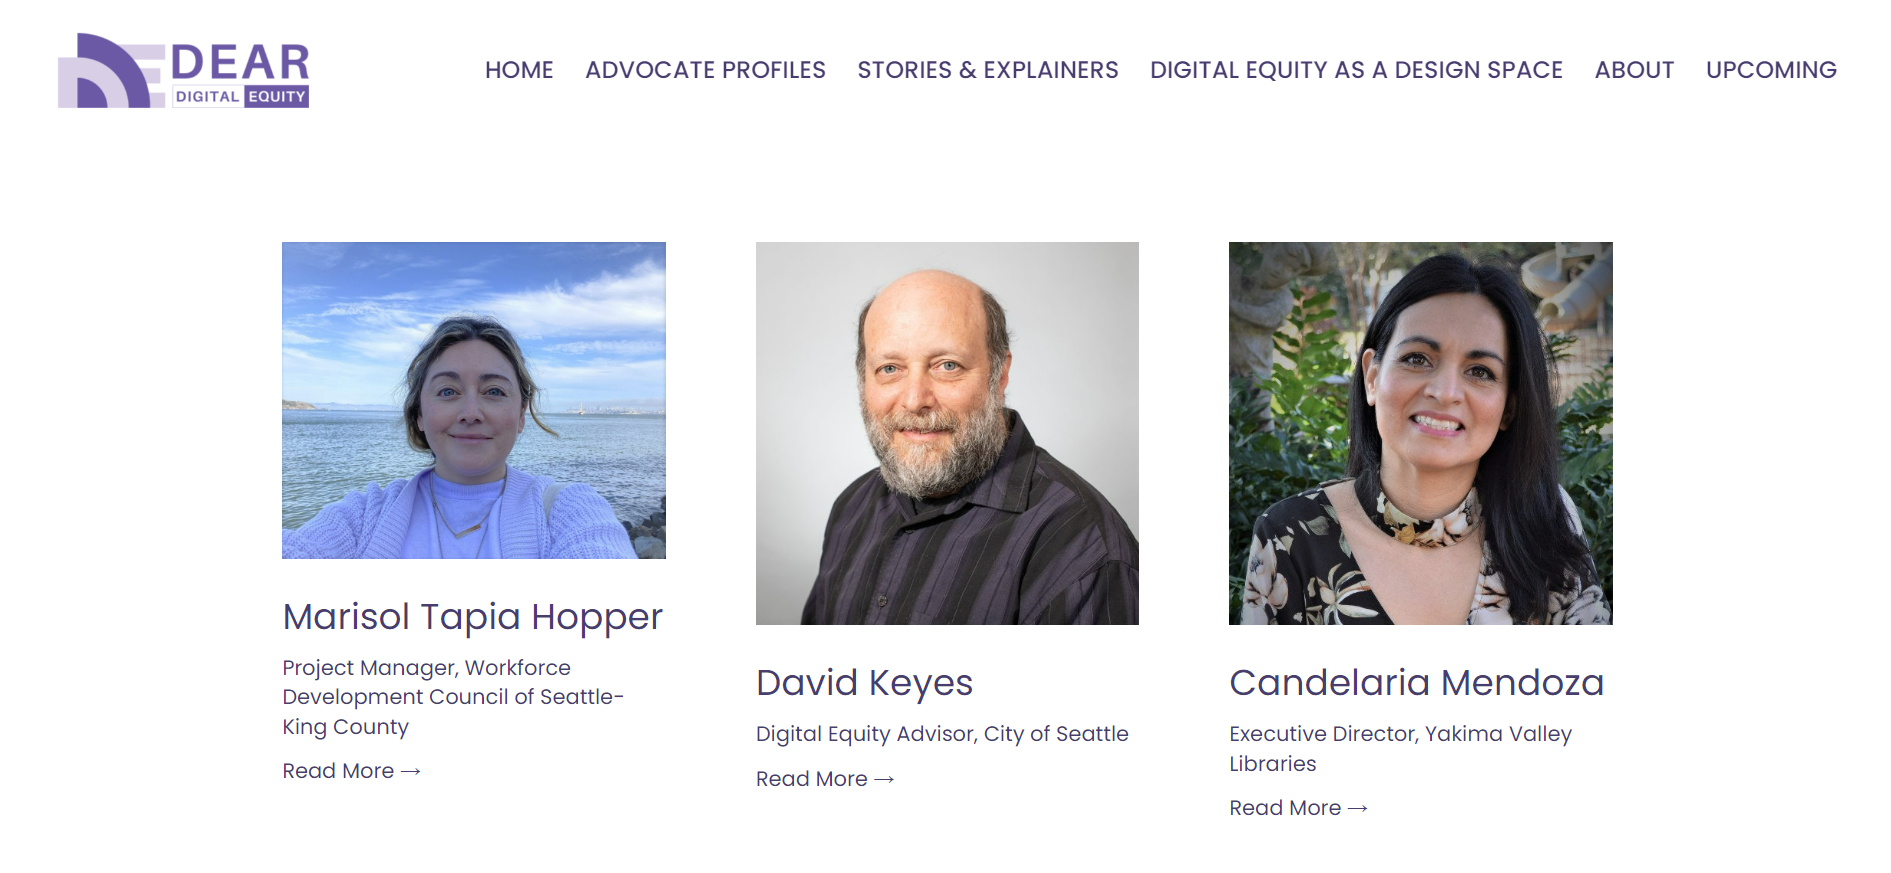 DEAR
DIGITAL EQUITY
HOME ADVOCATE PROFILES STORIES & EXPLAINERS DIGITAL EQUITY AS A DESIGN SPACE ABOUT UPCOMING
Marisol Tapia Hopper
Project Manager, Workforce
Development Council of Seattle-
King County
Read More →
David Keyes
Digital Equity Advisor, City of Seattle
Read More →
Candelaria Mendoza
Executive Director, Yakima Valley
Libraries
Read More →